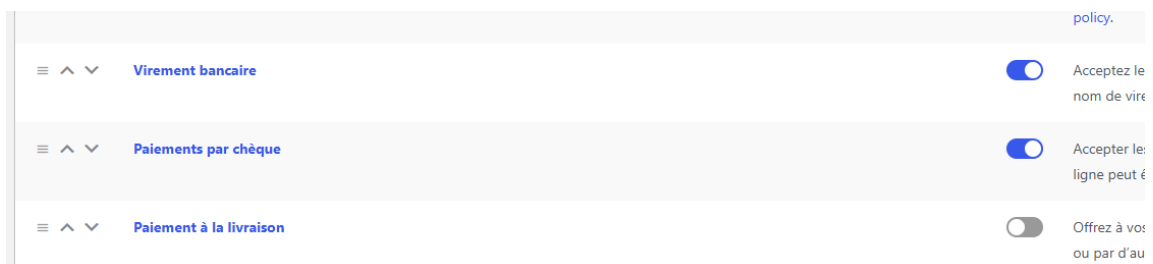 policy.
Virement bancaire
Acceptez le
nom de vire
Paiements par chèque
Accepter les
ligne peut ê
Paiement à la livraison
Offrez à vos
ou par d'au